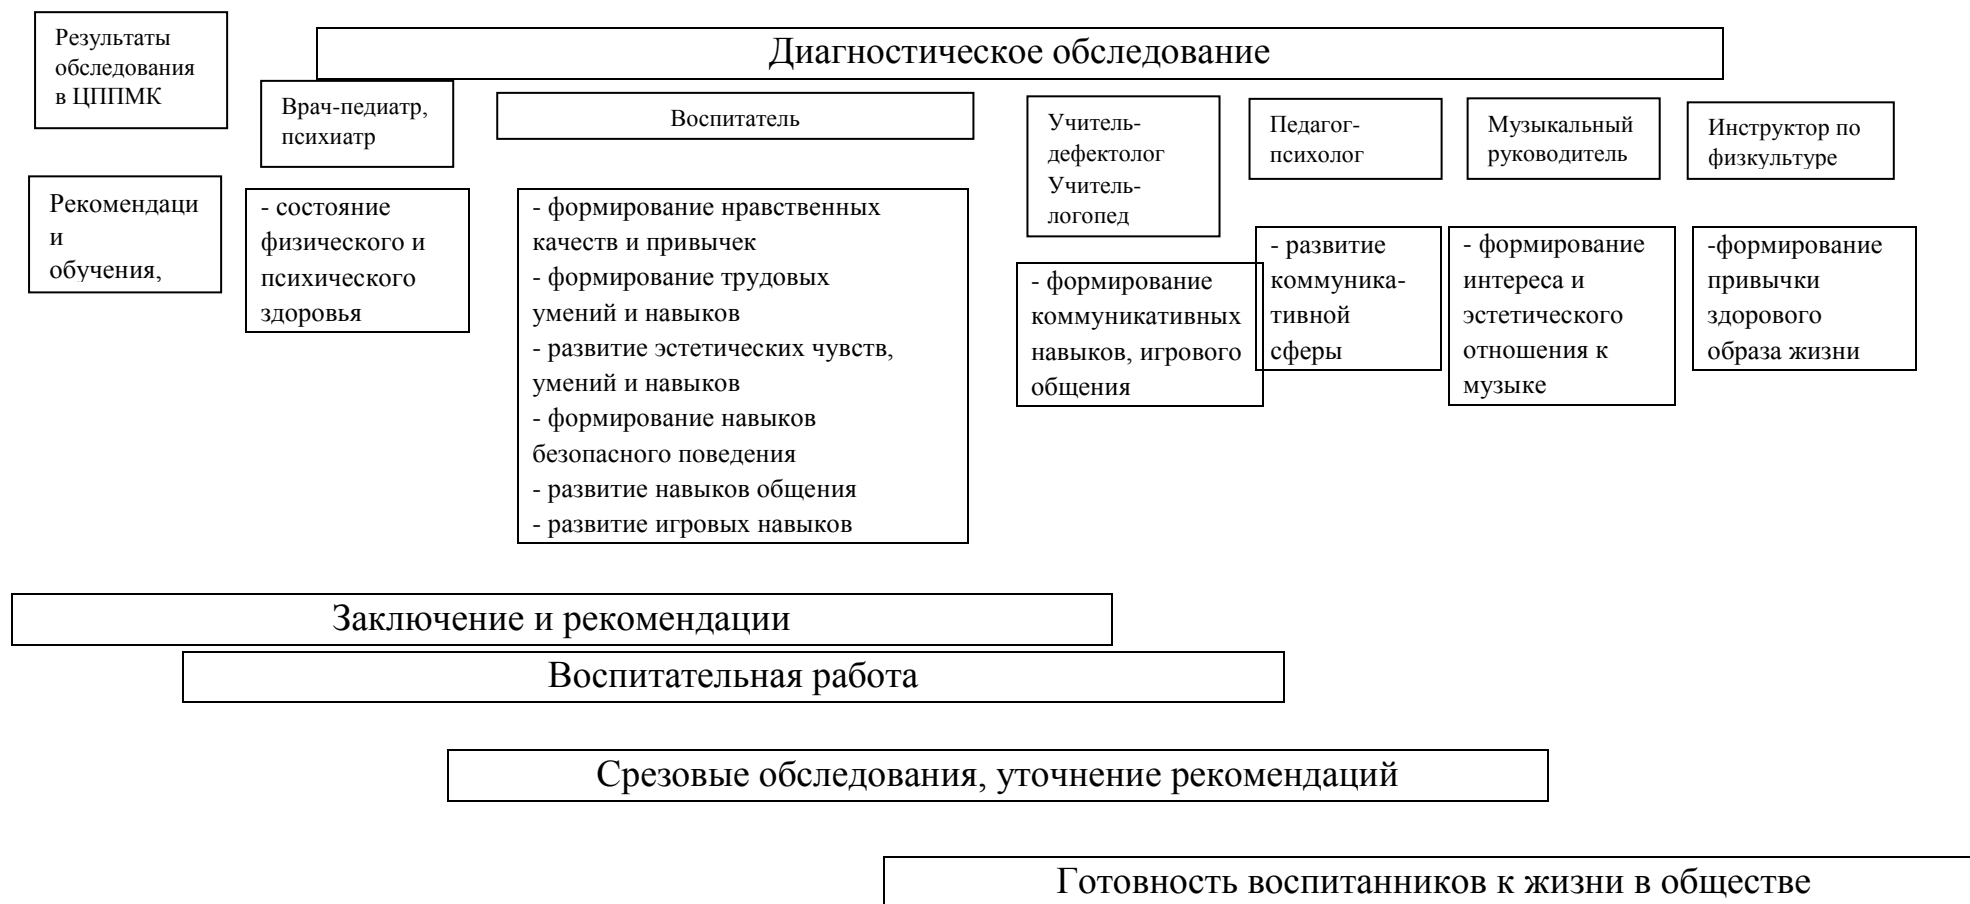 Результаты
обследования
в ЦППМК
Диагностическое обследование
Врач-педиатр,
психиатр
Воспитатель
Учитель-
дефектолог
Учитель-
логопед
Педагог-
психолог
Музыкальный
руководитель
Инструктор по
физкультуре
Рекомендаци
и
обучения,
- состояние
физического и
психического
здоровья
- формирование нравственных
качеств и привычек
- формирование трудовых
умений и навыков
- развитие эстетических чувств,
умений и навыков
- формирование навыков
безопасного поведения
- развитие навыков общения
- развитие игровых навыков
- формирование
коммуникативных
навыков, игрового
общения
- развитие
коммуника-
тивной
сферы
- формирование
интереса и
эстетического
отношения к
музыке
-формирование
привычки
здорового
образа жизни
Заключение и рекомендации
Воспитательная работа
Срезовые обследования, уточнение рекомендаций
Готовность воспитанников к жизни в обществе